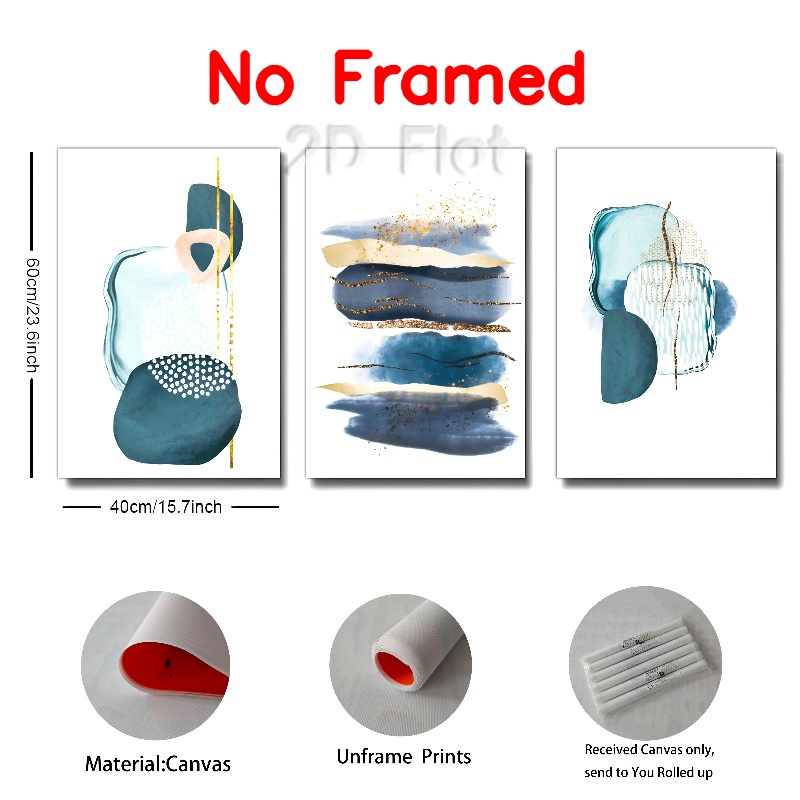 No Framed
2D Flat
60cm/23.6inch
40cm/15.7inch
Material:Canvas
Unframe Prints
Received Canvas only,
send to You Rolled up